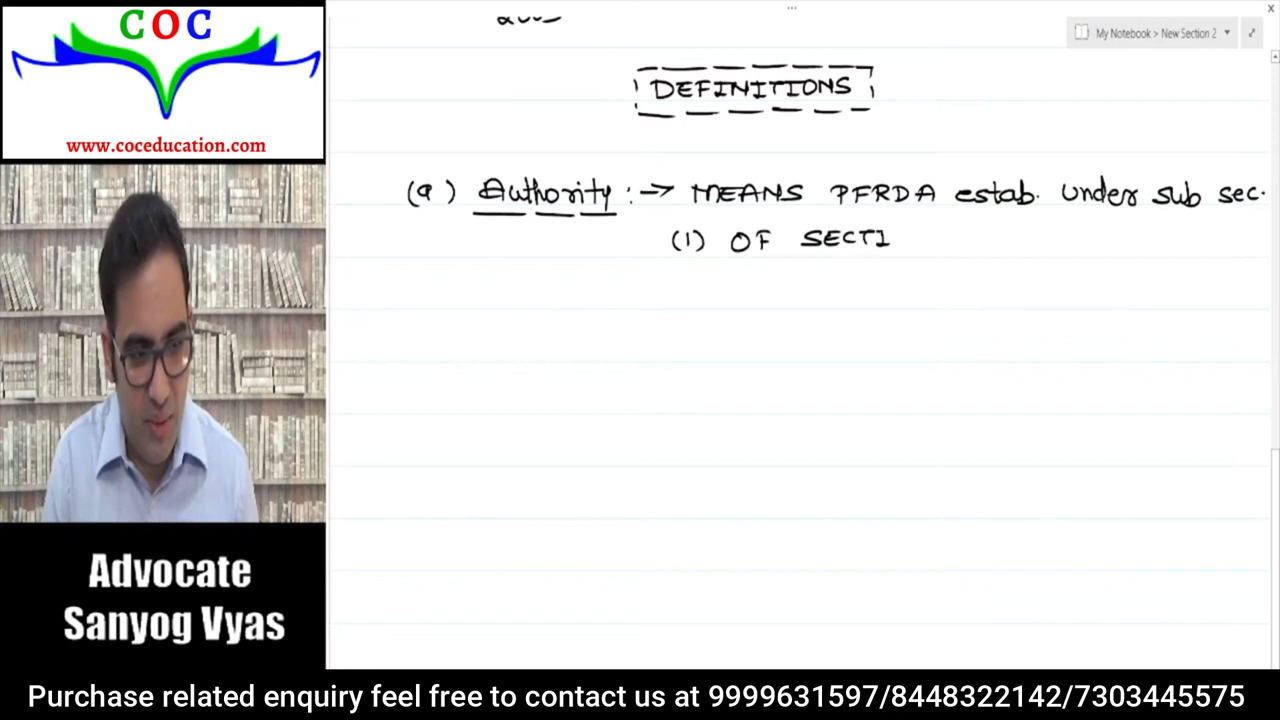 COC
www.coceducation.com
My Notebook > New Section 2
DEFINITIONS
(a) Authority :→ MEANS PFRDA estab. under sub sec.
(1) OF SECTI
Advocate
Sanyog Vyas
Purchase related enquiry feel free to contact us at 9999631597/8448322142/7303445575